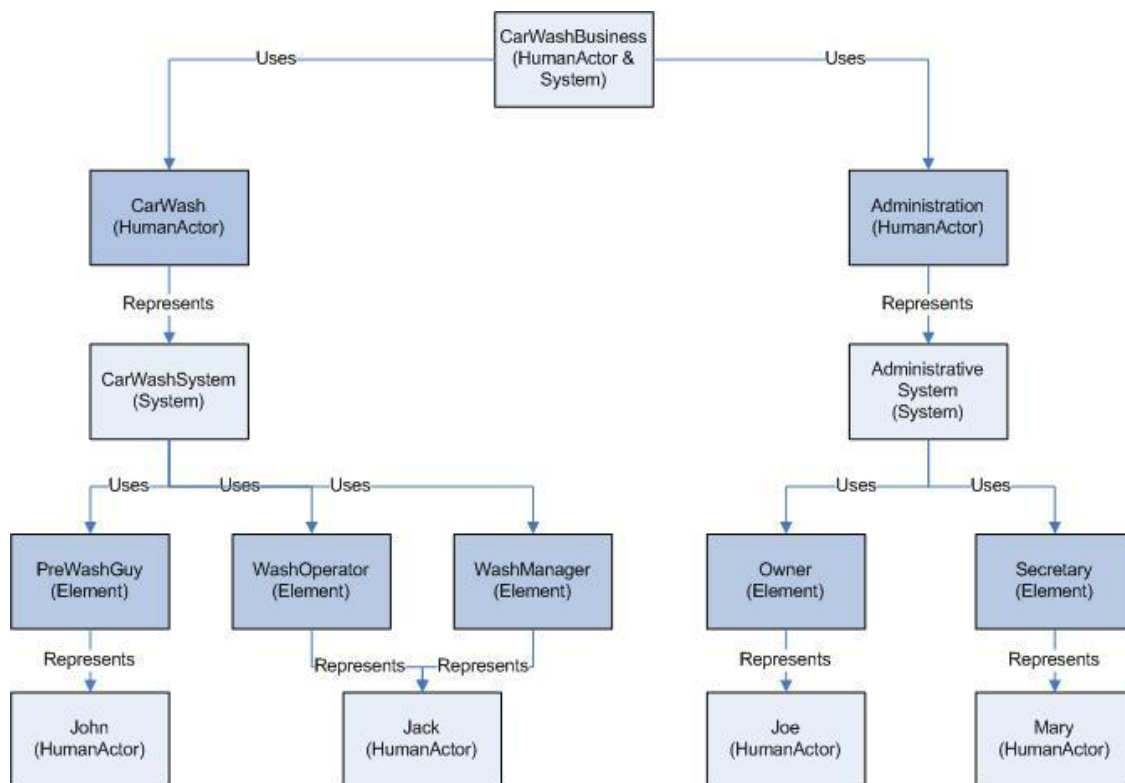 CarWashBusiness
(HumanActor &
System)
Uses
Uses
CarWash
(HumanActor)
Administration
(HumanActor)
Represents
Represents
CarWashSystem
(System)
Administrative
System
(System)
Uses
Uses
Uses
Uses
Uses
PreWashGuy
(Element)
WashOperator
(Element)
WashManager
(Element)
Owner
(Element)
Secretary
(Element)
Represents
Represents
Represents
Represents
Represents
John
(HumanActor)
Jack
(HumanActor)
Joe
(HumanActor)
Mary
(HumanActor)